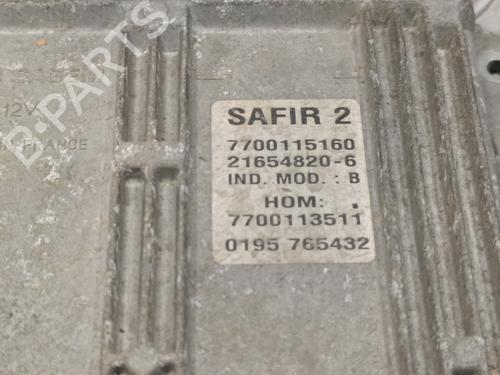 SAFIR 2
7700115160
21654820-6
IND. MOD. : B
HOM: .
7700113511
0195 765432
12V
FRANCE
B-PARTS